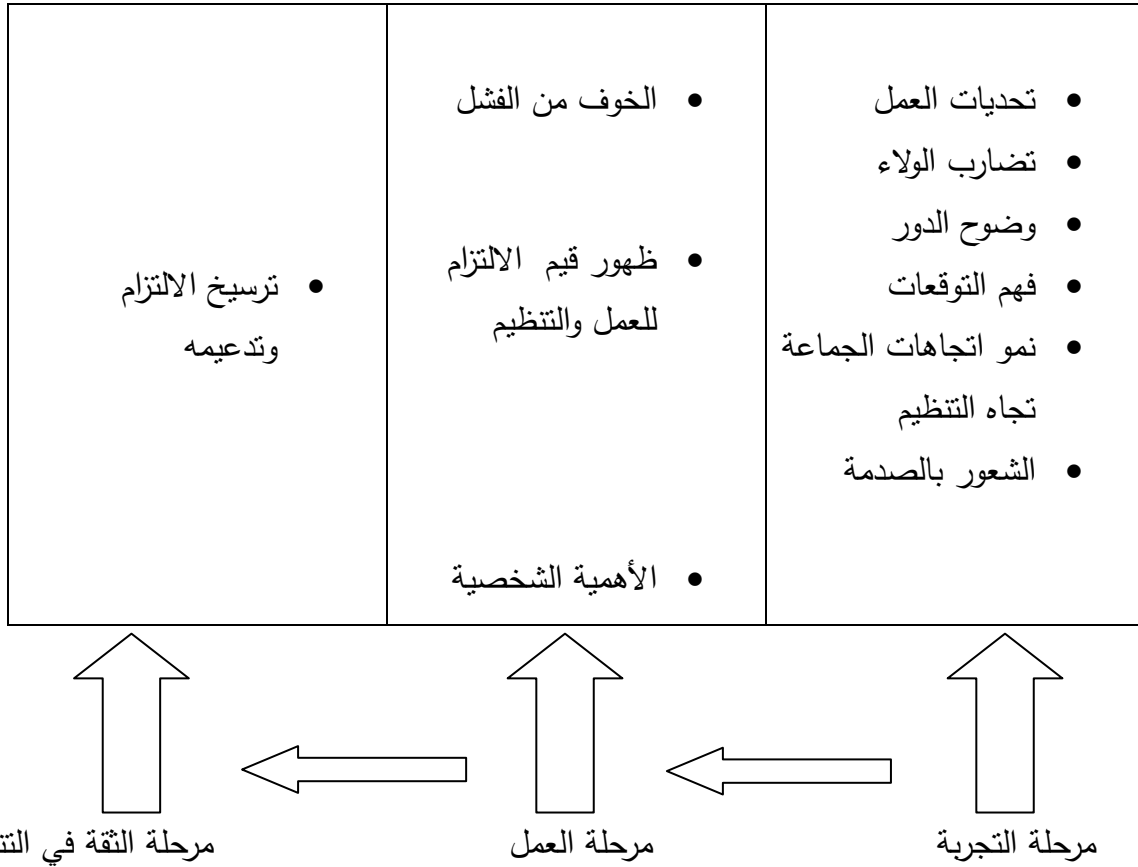 • تحديات العمل
• تضارب الولاء
• وضوح الدور
• فهم التوقعات
• نمو اتجاهات الجماعة
تجاه التنظيم
• الشعور بالصدمة
• الخوف من الفشل
• ظهور قيم الالتزام
للعمل والتنظيم
• الأهمية الشخصية
• ترسيخ الالتزام
وتدعيمه
مرحلة التجربة
مرحلة العمل
مرحلة الثقة في